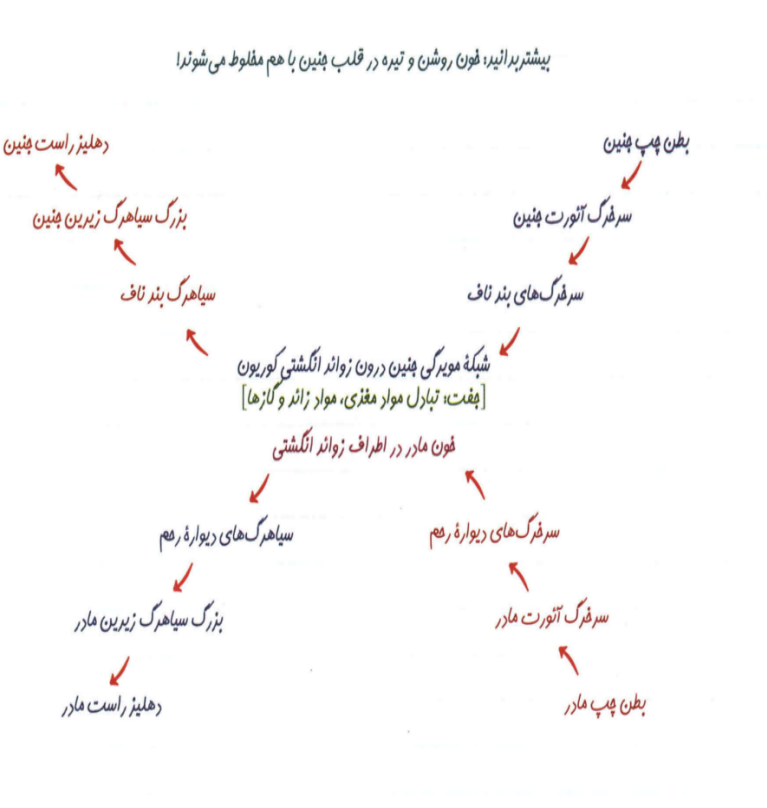 بیشتر بدانید: خون روشن و تیره در قلب جنین با هم مخلوط می‌شوند!
بطن چپ جنین
دهلیز راست جنین
سرخرگ آئورت جنین
بزرگ سیاهرگ زیرین جنین
سرخرگ‌های بند ناف
سیاهرگ بند ناف
شبکهٔ مویرگی جنین درون زوائد انگشتی کوریون
[جفت: تبادل مواد مغذی، مواد زائد و گازها]
خون مادر در اطراف زوائد انگشتی
سرخرگ‌های دیوارهٔ رحم
سیاهرگ‌های دیوارهٔ رحم
سرخرگ آئورت مادر
بزرگ سیاهرگ زیرین مادر
بطن چپ مادر
دهلیز راست مادر